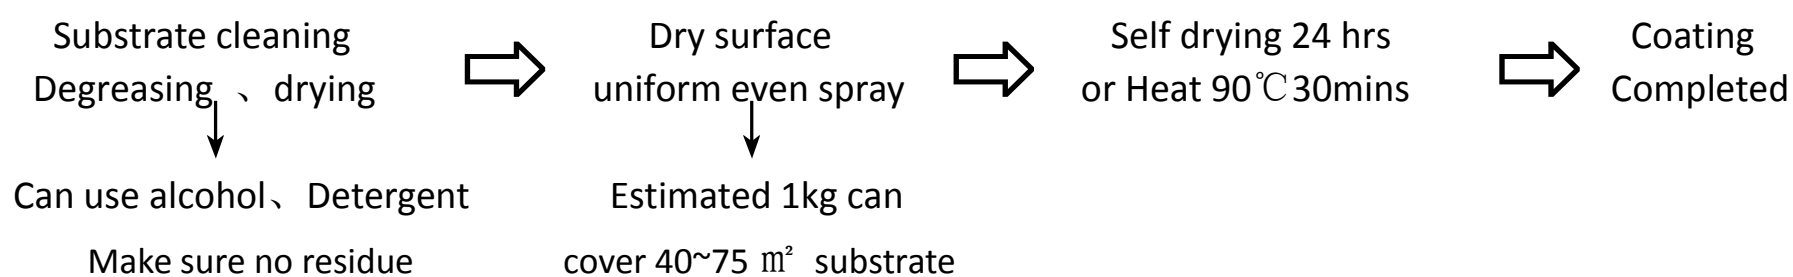 Substrate cleaning
Degreasing 、drying
Can use alcohol、Detergent
Make sure no residue
Dry surface
uniform even spray
Estimated 1kg can
cover 40~75 ㎡ substrate
Self drying 24 hrs
or Heat 90℃30mins
Coating
Completed